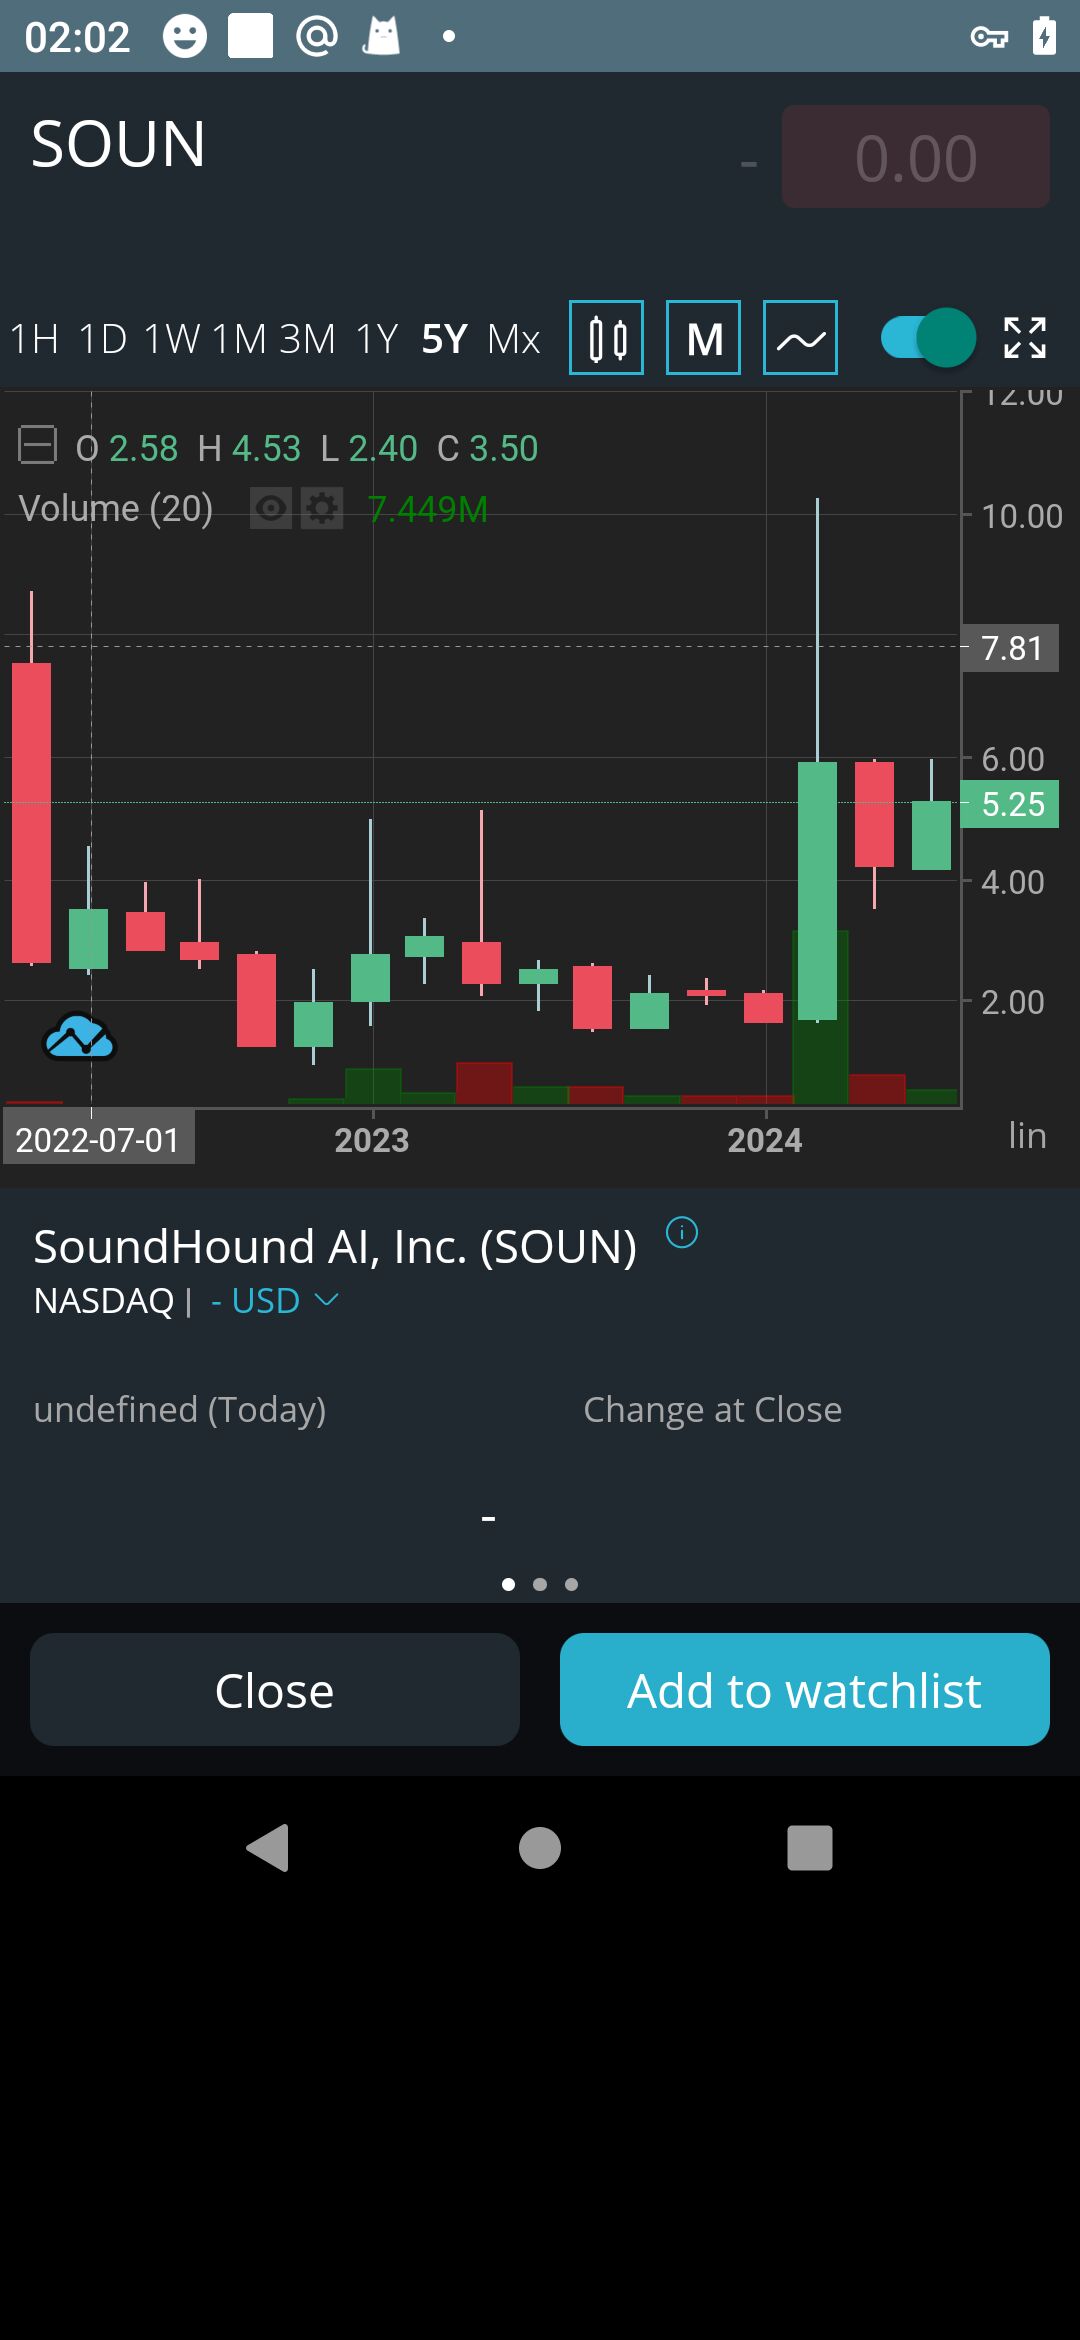 02:02
SOUN - 0.00
1H 1D 1W 1M 3M 1Y 5Y Mx M
12.00
O 2.58 H 4.53 L 2.40 C 3.50
Volume (20) 7.449M
10.00
7.81
6.00
5.25
4.00
2.00
2022-07-01 2023 2024 lin
SoundHound AI, Inc. (SOUN)
NASDAQ | - USD
undefined (Today) Change at Close
-
Close Add to watchlist